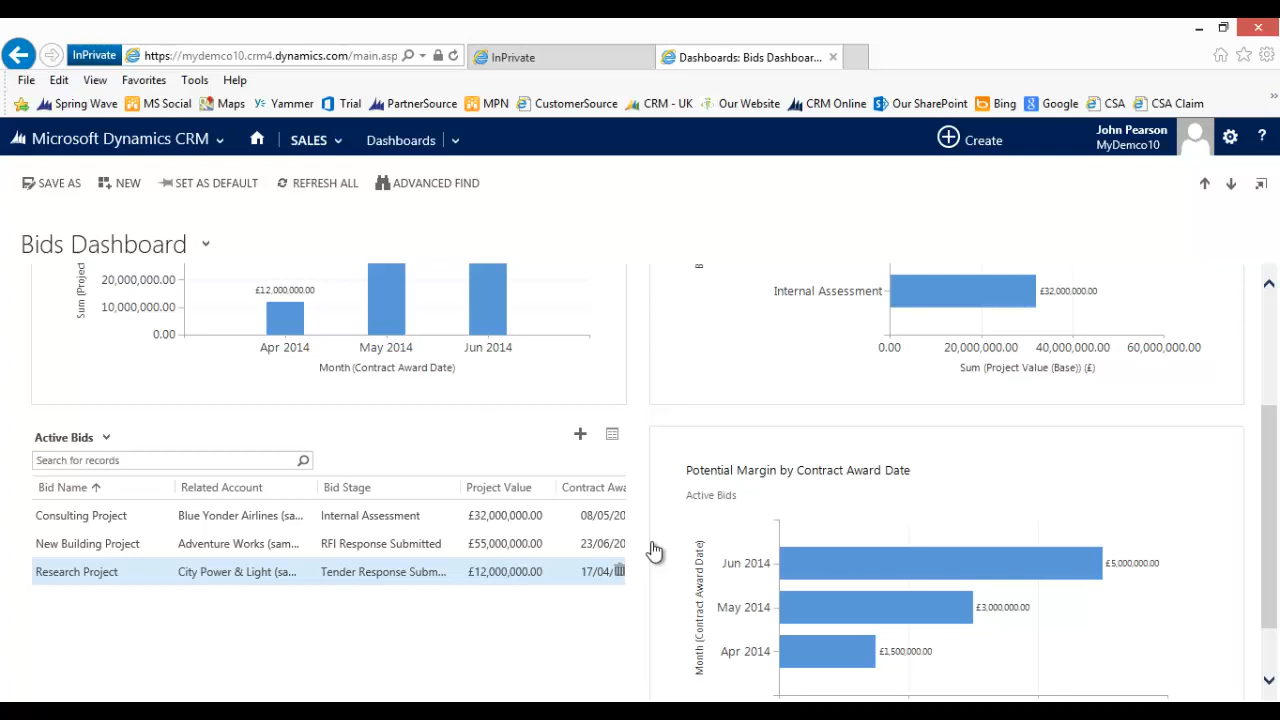 InPrivate https://mydemco10.crm4.dynamics.com/main.asp InPrivate Dashboards: Bids Dashboar...
File Edit View Favorites Tools Help
Spring Wave MS Social Maps Yammer Trial PartnerSource MPN CustomerSource CRM - UK Our Website CRM Online Our SharePoint Bing Google CSA CSA Claim
Microsoft Dynamics CRM SALES Dashboards Create John Pearson
MyDemco10
SAVE AS NEW SET AS DEFAULT REFRESH ALL ADVANCED FIND
Bids Dashboard
Sum (Projec
20,000,000.00
10,000,000.00
0.00
£12,000,000.00
Apr 2014 May 2014 Jun 2014
Month (Contract Award Date)
Internal Assessment £32,000,000.00
0.00 20,000,000.00 40,000,000.00 60,000,000.00
Sum (Project Value (Base)) (£)
Active Bids
Search for records
Bid Name Related Account Bid Stage Project Value Contract Awa
Consulting Project Blue Yonder Airlines (sa... Internal Assessment £32,000,000.00 08/05/20
New Building Project Adventure Works (sam... RFI Response Submitted £55,000,000.00 23/06/20
Research Project City Power & Light (sa... Tender Response Subm... £12,000,000.00 17/04/
Potential Margin by Contract Award Date
Active Bids
Month (Contract Award Date)
Jun 2014 £5,000,000.00
May 2014 £3,000,000.00
Apr 2014 £1,500,000.00